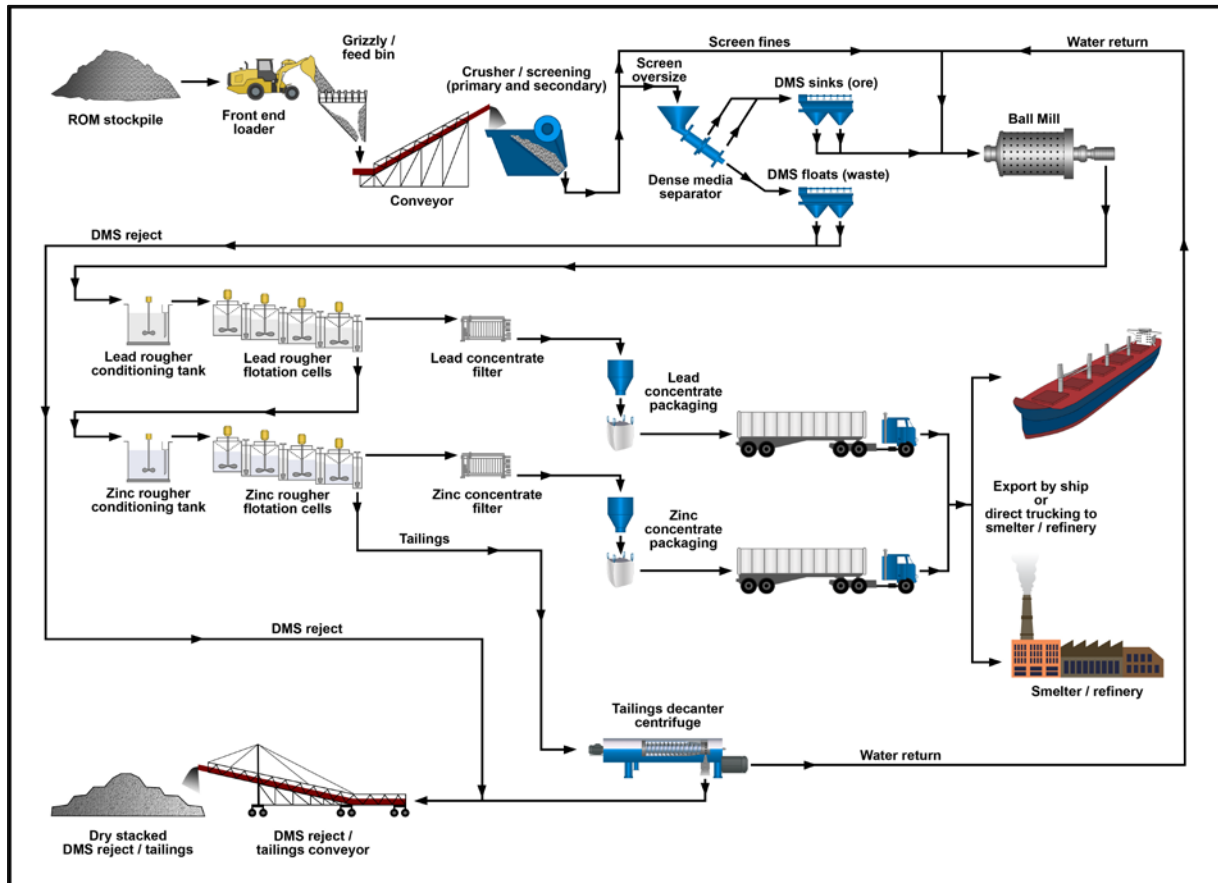 Grizzly /
feed bin
Screen fines
Water return
Crusher / screening
(primary and secondary)
Screen
oversize
DMS sinks (ore)
Ball Mill
ROM stockpile
Front end
loader
Conveyor
Dense media
separator
DMS floats (waste)
DMS reject
Lead rougher
conditioning tank
Lead rougher
flotation cells
Lead concentrate
filter
Lead
concentrate
packaging
Zinc rougher
conditioning tank
Zinc rougher
flotation cells
Zinc concentrate
filter
Zinc
concentrate
packaging
Export by ship
or
direct trucking to
smelter / refinery
Tailings
DMS reject
Smelter / refinery
Tailings decanter
centrifuge
Water return
Dry stacked
DMS reject / tailings
DMS reject /
tailings conveyor